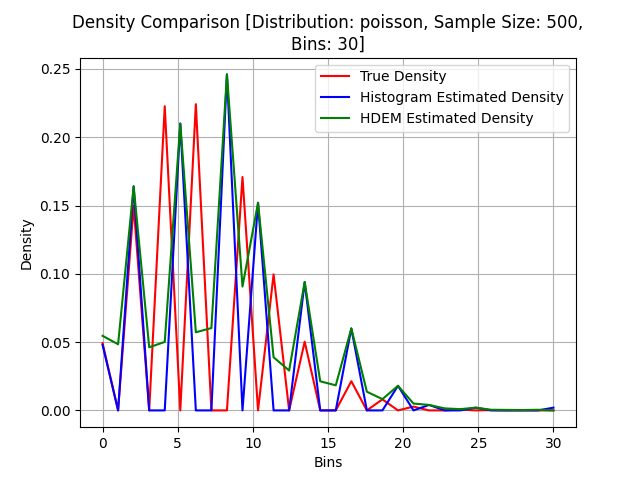 Density Comparison [Distribution: poisson, Sample Size: 500,
Bins: 30]
True Density
Histogram Estimated Density
HDEM Estimated Density
Density
0.25
0.20
0.15
0.10
0.05
0.00
0 5 10 15 20 25 30
Bins